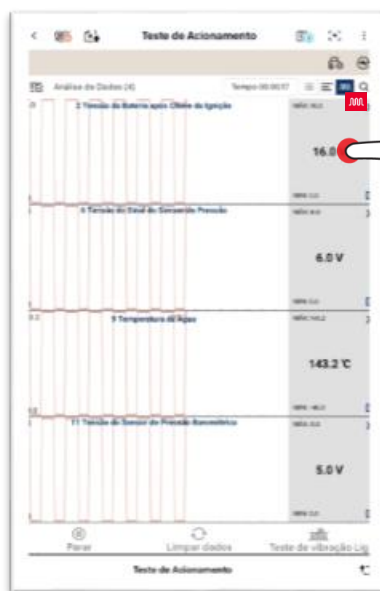 Teste de Acionamento
Análise de Dados (4)
Tempo 00:00:17
2 Tensão da Bateria após Chave da Ignição
16.0
6 Tensão do Sinal do Sensor de Pressão
6.0 V
9 Temperatura da Água
143.2 °C
11 Tensão do Sensor de Pressão Barométrica
5.0 V
Parar
Limpar dados
Teste de vibração Lig
Teste de Acionamento